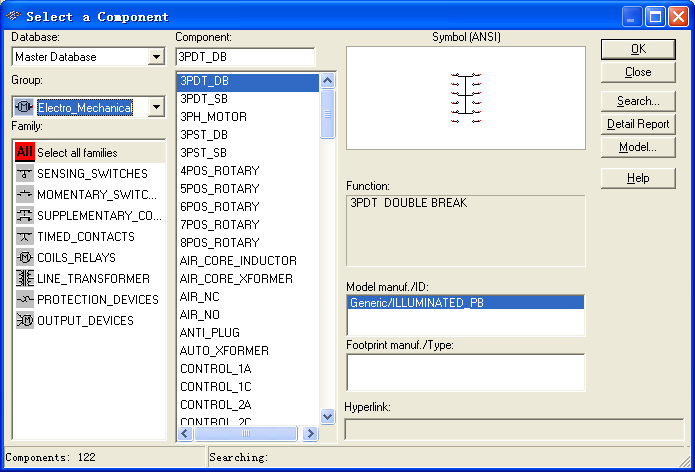 Select a Component
Database:
Master Database
Group:
Electro_Mechanical
Family:
All Select all families
SENSING_SWITCHES
MOMENTARY_SWITC...
SUPPLEMENTARY_CO...
TIMED_CONTACTS
COILS_RELAYS
LINE_TRANSFORMER
PROTECTION_DEVICES
OUTPUT_DEVICES
Component:
3PDT_DB
3PDT_DB
3PDT_SB
3PH_MOTOR
3PST_DB
3PST_SB
4POS_ROTARY
5POS_ROTARY
6POS_ROTARY
7POS_ROTARY
8POS_ROTARY
AIR_CORE_INDUCTOR
AIR_CORE_XFORMER
AIR_NC
AIR_NO
ANTI_PLUG
AUTO_XFORMER
CONTROL_1A
CONTROL_1C
CONTROL_2A
CONTROL_2C
Symbol (ANSI)
Function:
3PDT DOUBLE BREAK
Model manuf./ID:
Generic/ILLUMINATED_PB
Footprint manuf./Type:
Hyperlink:
OK
Close
Search...
Detail Report
Model...
Help
Components: 122
Searching: